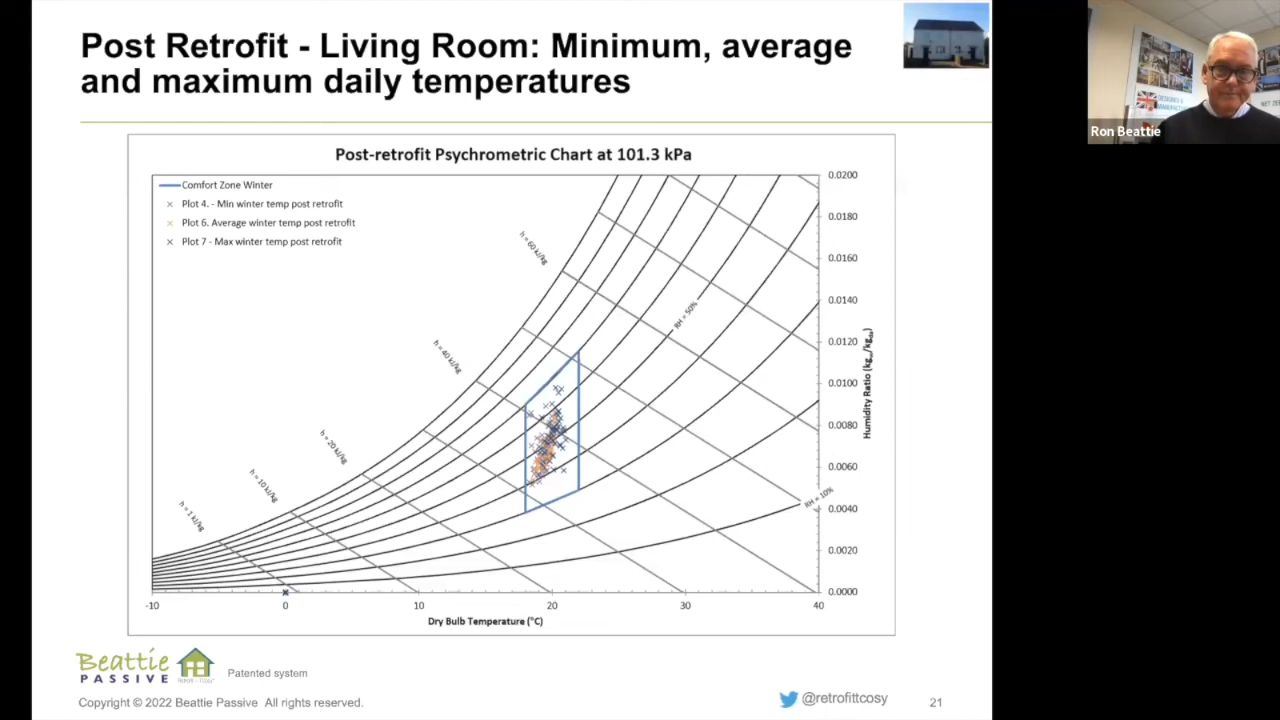 Post Retrofit - Living Room: Minimum, average
and maximum daily temperatures
Ron Beattie
Post-retrofit Psychrometric Chart at 101.3 kPa
Comfort Zone Winter
Plot 4. - Min winter temp post retrofit
Plot 6. Average winter temp post retrofit
Plot 7 - Max winter temp post retrofit
h = 60 kJ/kg
h = 40 kJ/kg
h = 20 kJ/kg
h = 10 kJ/kg
h = 1 kJ/kg
RH = 50%
RH = 10%
0.0200
0.0180
0.0160
0.0140
0.0120
0.0100
0.0080
0.0060
0.0040
0.0020
0.0000
Humidity Ratio (kgw/kgda)
-10 0 10 20 30 40
Dry Bulb Temperature (°C)
Beattie
PASSIVE
Patented system
Copyright © 2022 Beattie Passive All rights reserved.
@retrofittcosy
21